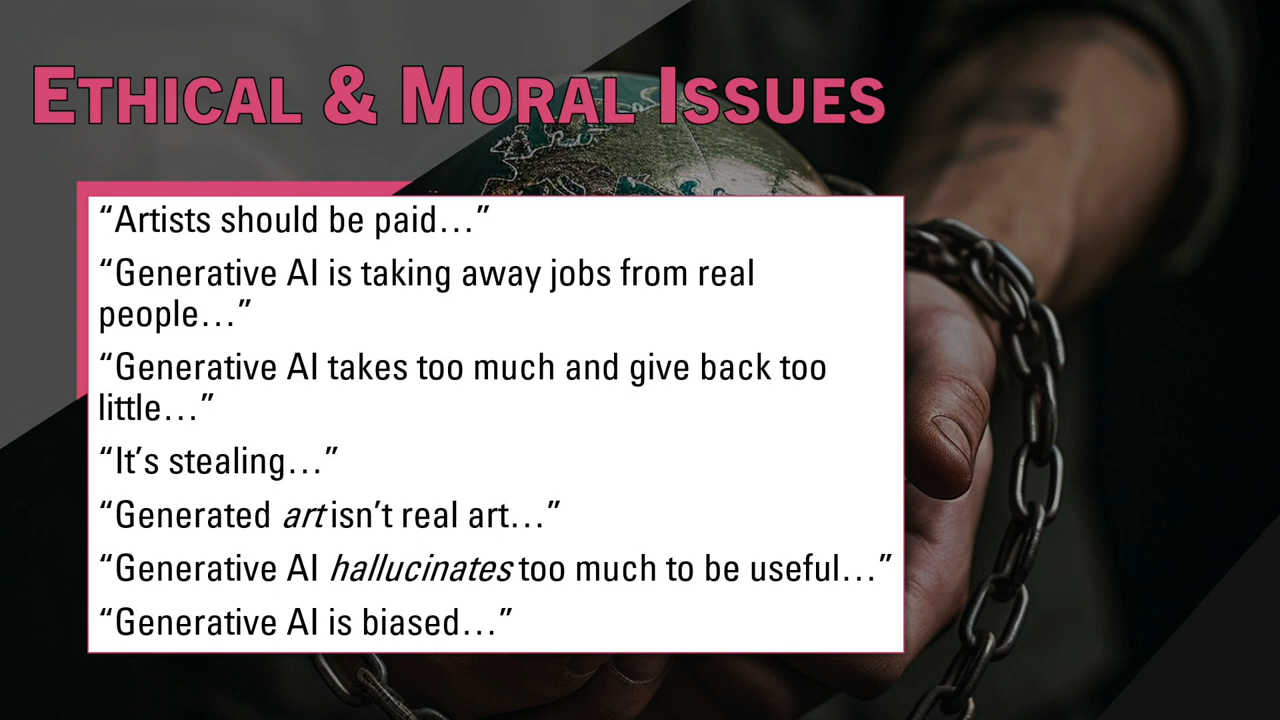 ETHICAL & MORAL ISSUES
“Artists should be paid…”
“Generative AI is taking away jobs from real
people…”
“Generative AI takes too much and give back too
little…”
“It’s stealing…”
“Generated art isn’t real art…”
“Generative AI hallucinates too much to be useful…”
“Generative AI is biased…”